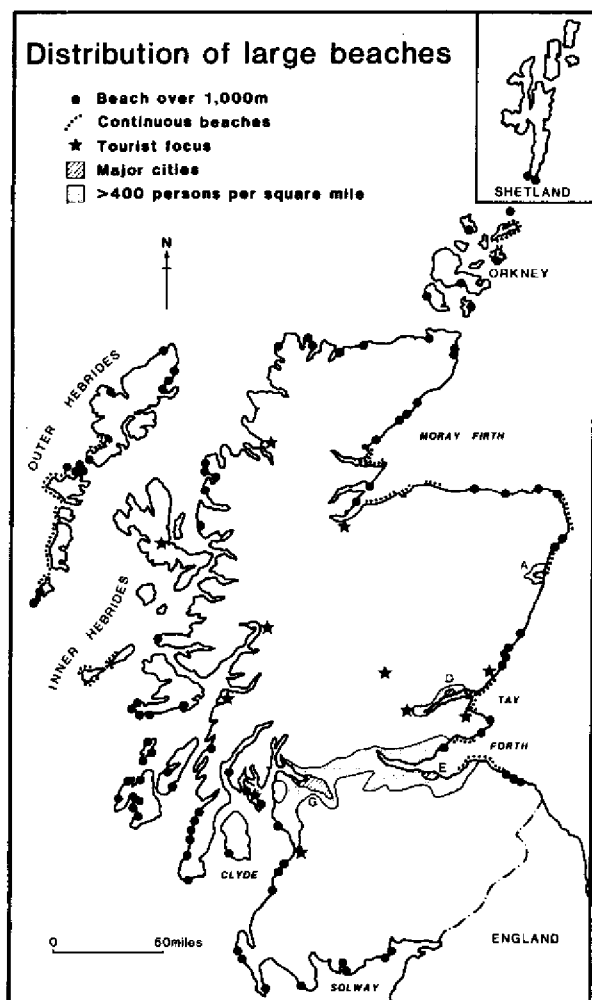 Distribution of large beaches
Beach over 1,000m
Continuous beaches
Tourist focus
Major cities
>400 persons per square mile
SHETLAND
N
ORKNEY
OUTER HEBRIDES
MORAY FIRTH
A
INNER HEBRIDES
D
TAY
FORTH
E
G
CLYDE
0 60miles
ENGLAND
SOLWAY